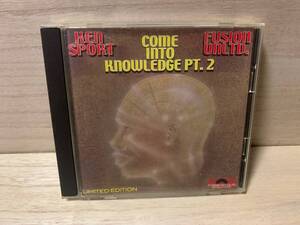 KEN SPORT
COME INTO KNOWLEDGE PT. 2
FUSION UNLTD.
LIMITED EDITION